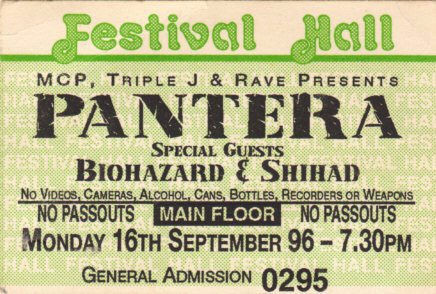 Festival Hall
MCP, Triple J & Rave Presents
PANTERA
Special Guests
Biohazard & Shihad
No Videos, Cameras, Alcohol, Cans, Bottles, Recorders or Weapons
NO PASSOUTS MAIN FLOOR NO PASSOUTS
Monday 16th September 96 – 7.30pm
General Admission 0295